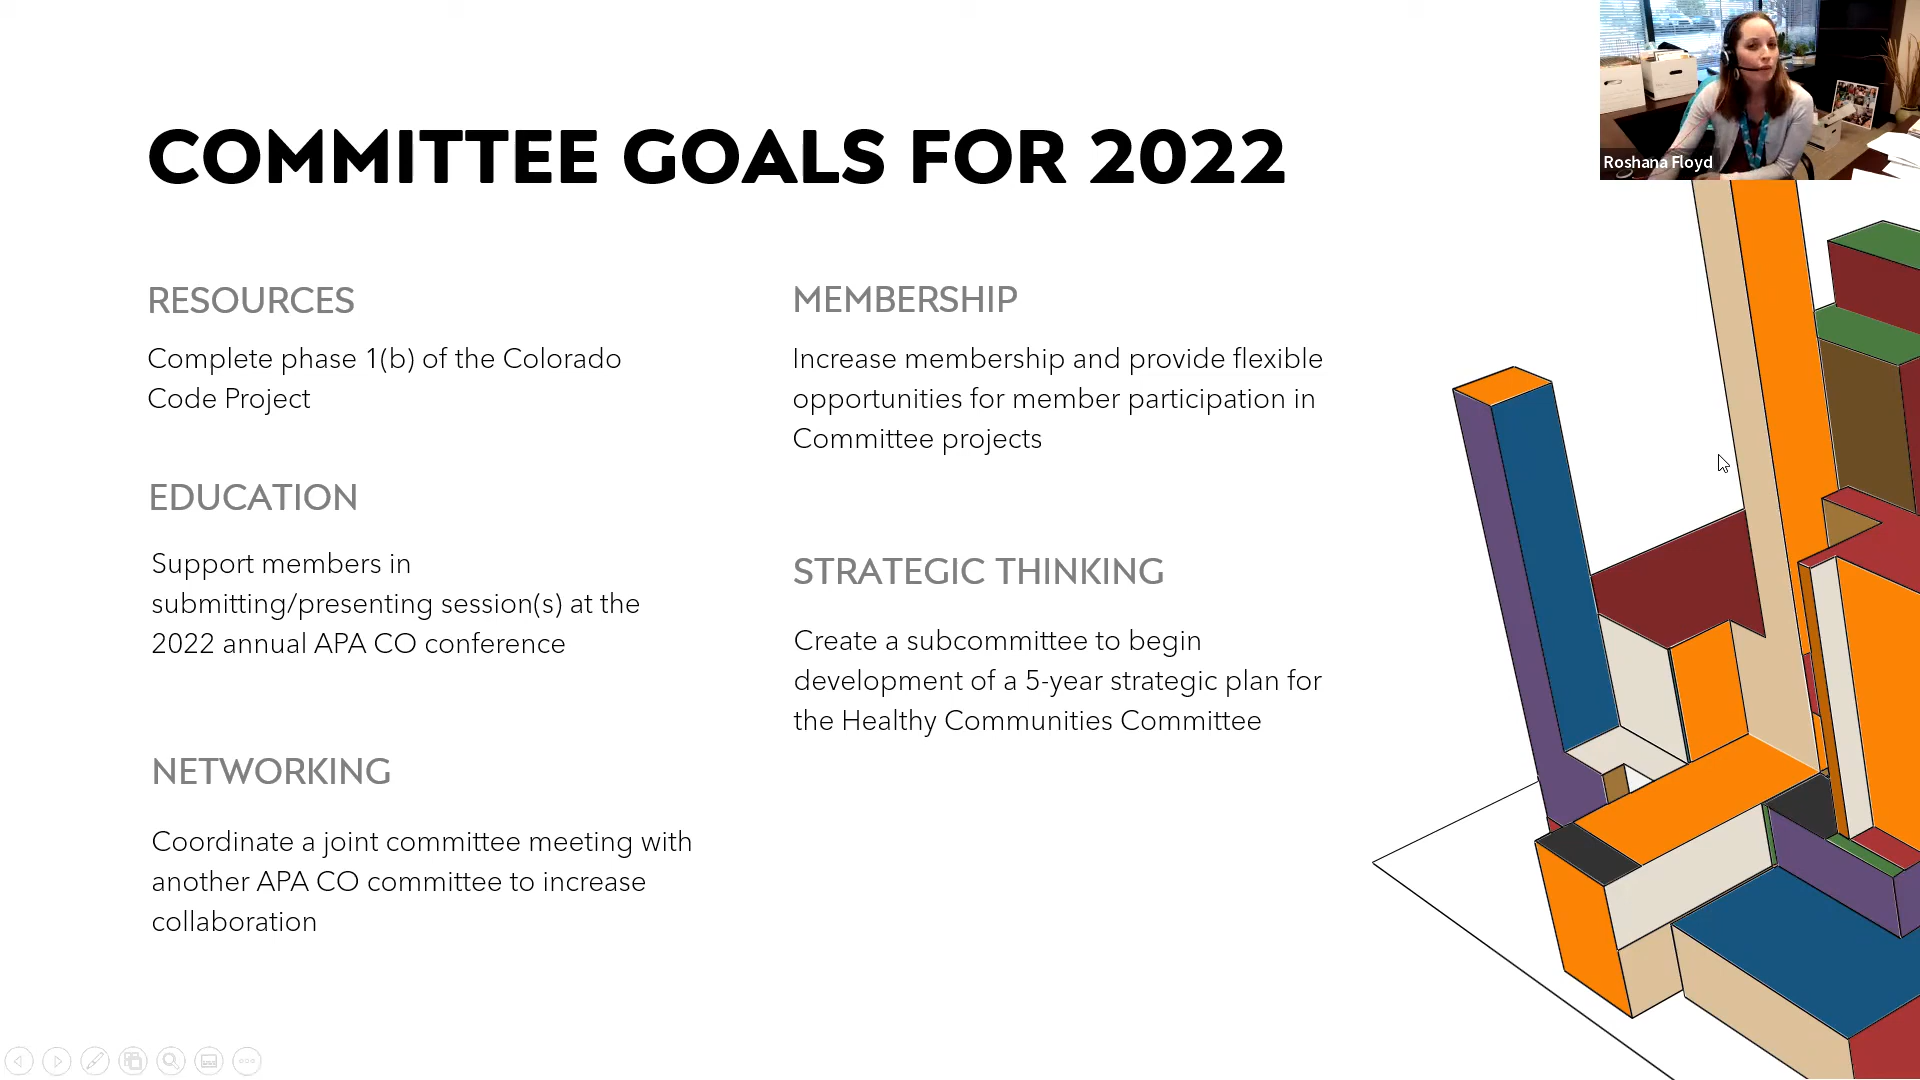 COMMITTEE GOALS FOR 2022
RESOURCES
Complete phase 1(b) of the Colorado
Code Project
EDUCATION
Support members in
submitting/presenting session(s) at the
2022 annual APA CO conference
NETWORKING
Coordinate a joint committee meeting with
another APA CO committee to increase
collaboration
MEMBERSHIP
Increase membership and provide flexible
opportunities for member participation in
Committee projects
STRATEGIC THINKING
Create a subcommittee to begin
development of a 5-year strategic plan for
the Healthy Communities Committee
Roshana Floyd